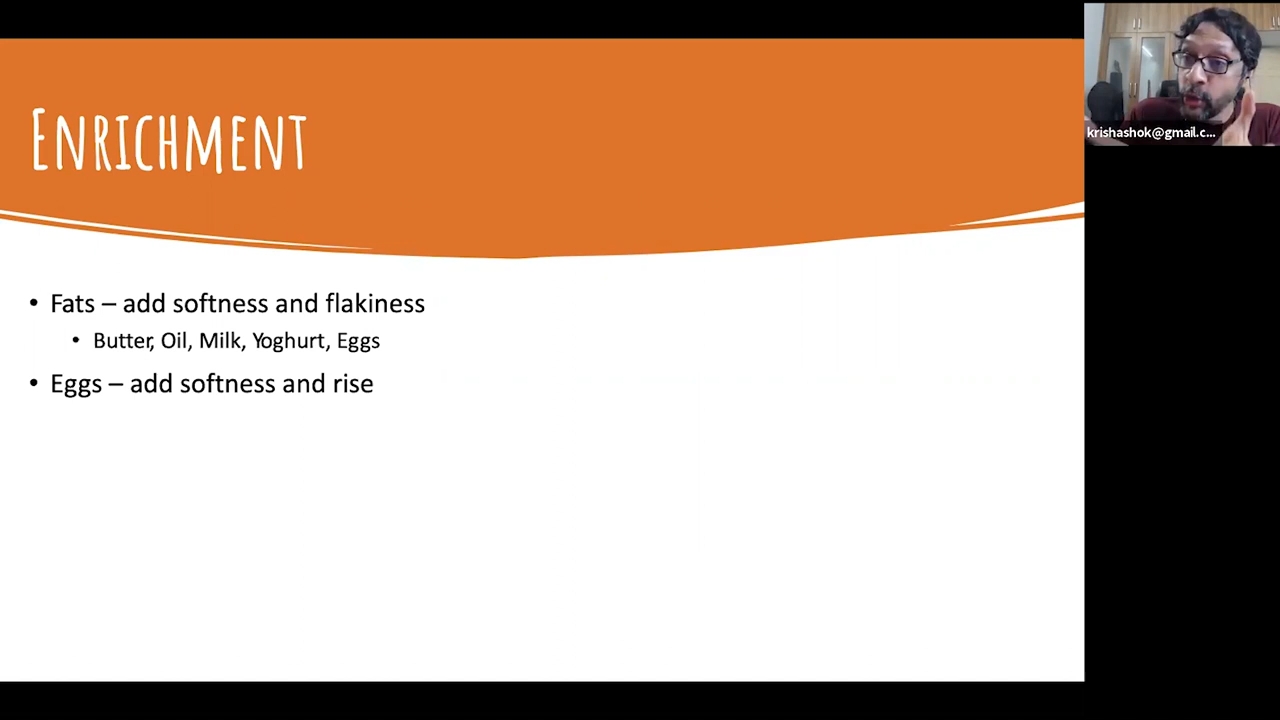 ENRICHMENT
• Fats – add softness and flakiness
• Butter, Oil, Milk, Yoghurt, Eggs
• Eggs – add softness and rise
krishashok@gmail.c...